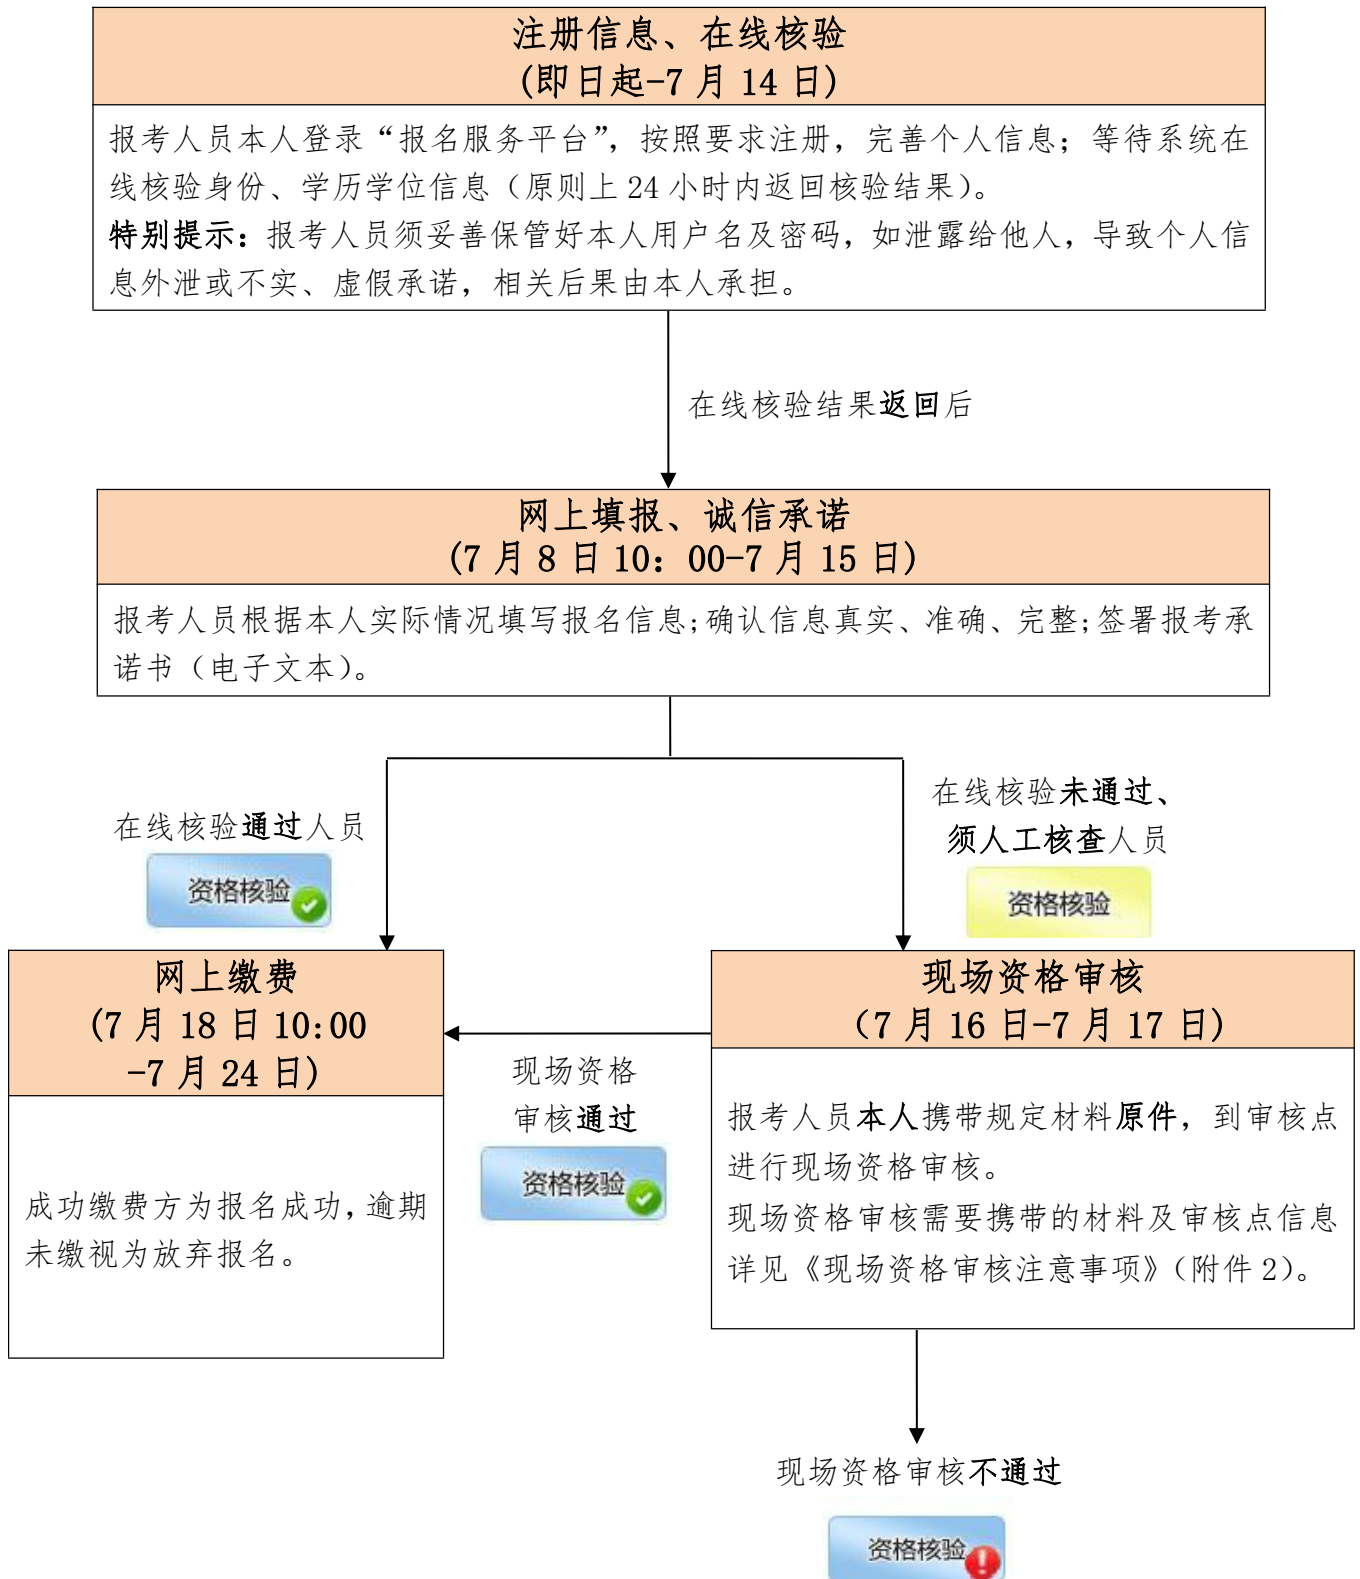 注册信息、在线核验
(即日起-7 月 14 日)
报考人员本人登录“报名服务平台”，按照要求注册，完善个人信息；等待系统在
线核验身份、学历学位信息（原则上 24 小时内返回核验结果）。
特别提示：报考人员须妥善保管好本人用户名及密码，如泄露给他人，导致个人信
息外泄或不实、虚假承诺，相关后果由本人承担。
在线核验结果返回后
网上填报、诚信承诺
(7 月 8 日 10：00-7 月 15 日)
报考人员根据本人实际情况填写报名信息;确认信息真实、准确、完整;签署报考承
诺书（电子文本）。
在线核验通过人员
资格核验
在线核验未通过、
须人工核查人员
资格核验
网上缴费
(7 月 18 日 10:00
-7 月 24 日)
成功缴费方为报名成功，逾期
未缴视为放弃报名。
现场资格
审核通过
资格核验
现场资格审核
（7 月 16 日-7 月 17 日）
报考人员本人携带规定材料原件，到审核点
进行现场资格审核。
现场资格审核需要携带的材料及审核点信息
详见《现场资格审核注意事项》（附件 2）。
现场资格审核不通过
资格核验